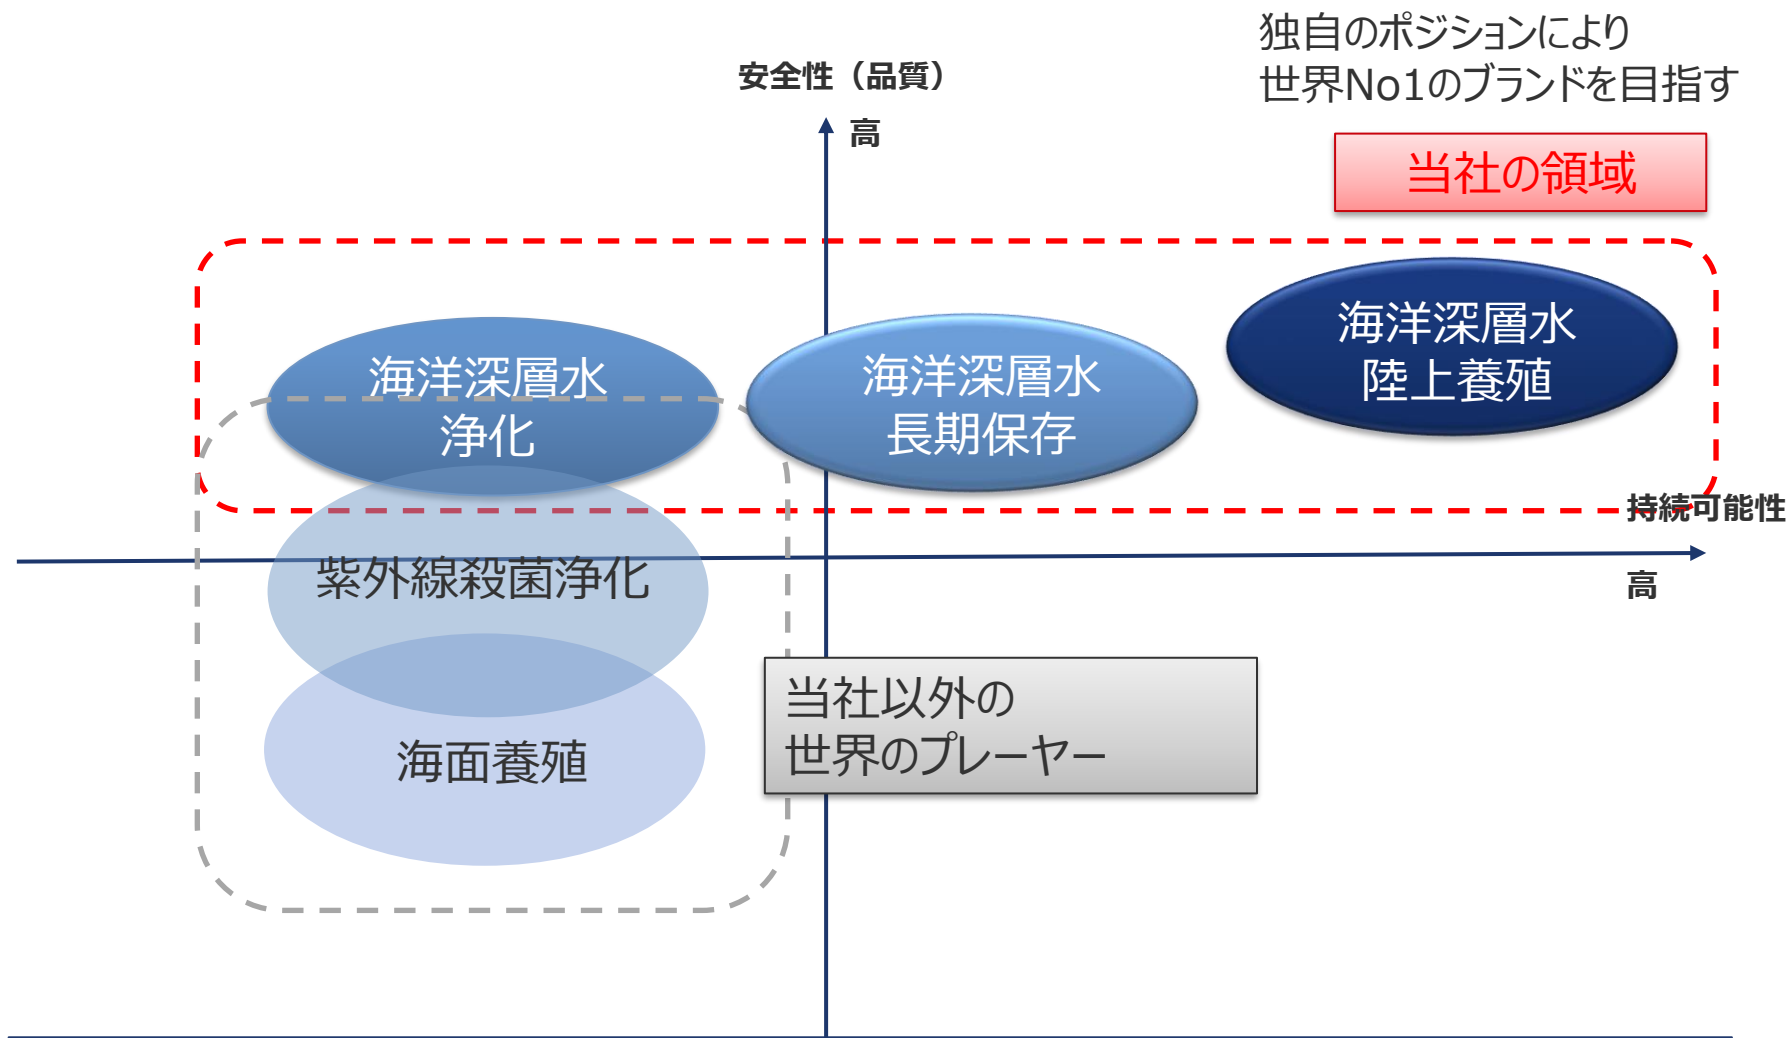 独自のポジションにより
世界No1のブランドを目指す
安全性（品質）
高
当社の領域
海洋深層水
浄化
海洋深層水
長期保存
海洋深層水
陸上養殖
持続可能性
高
紫外線殺菌浄化
海面養殖
当社以外の
世界のプレーヤー